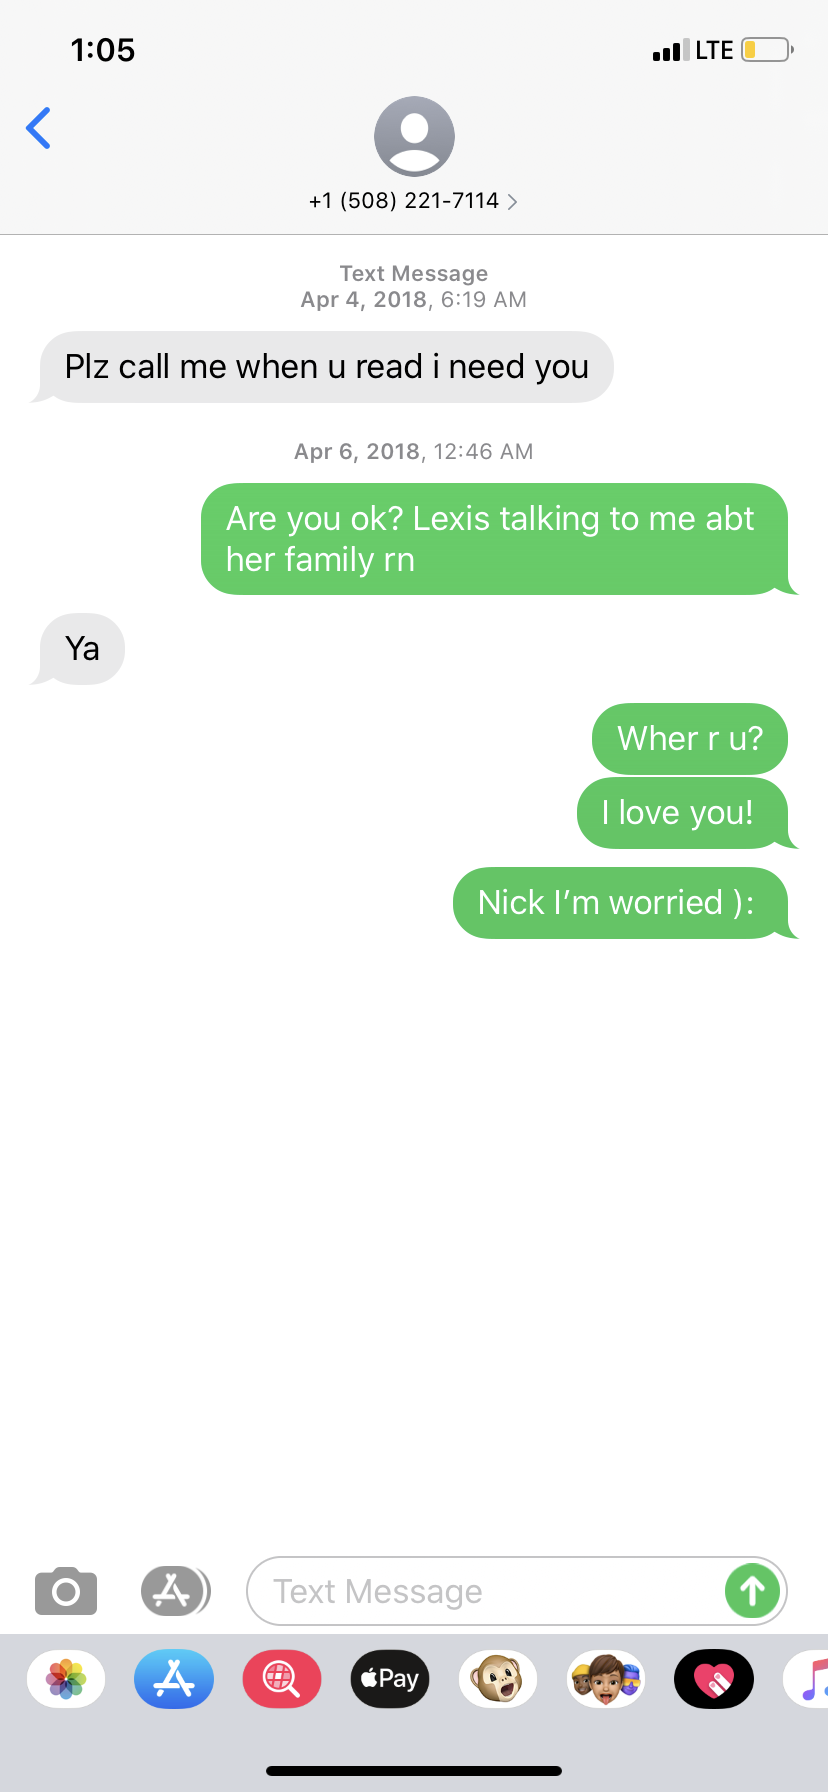 1:05
LTE
+1 (508) 221-7114
Text Message
Apr 4, 2018, 6:19 AM
Plz call me when u read i need you
Apr 6, 2018, 12:46 AM
Are you ok? Lexis talking to me abt
her family rn
Ya
Wher r u?
I love you!
Nick I’m worried ):
Text Message
Pay